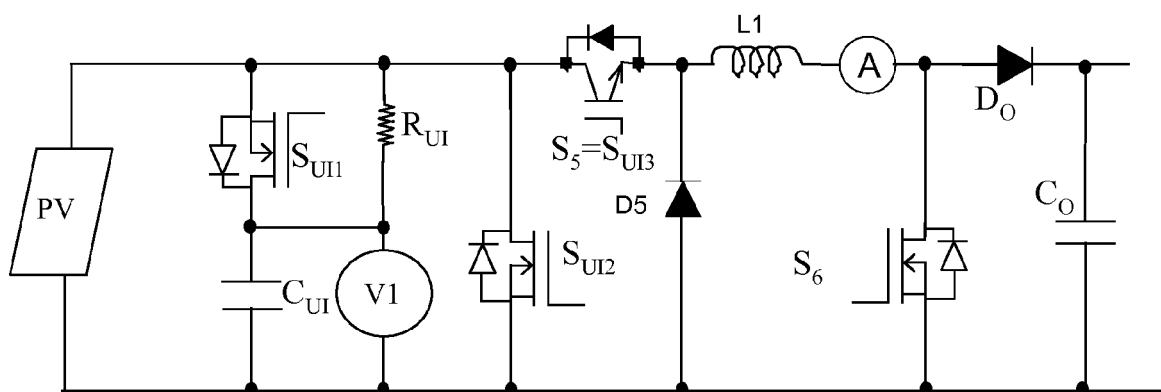 L1
A
D_O
R_UI
S_UI1
S_5=S_UI3
PV
D5
C_O
S_UI2
S_6
C_UI
V1